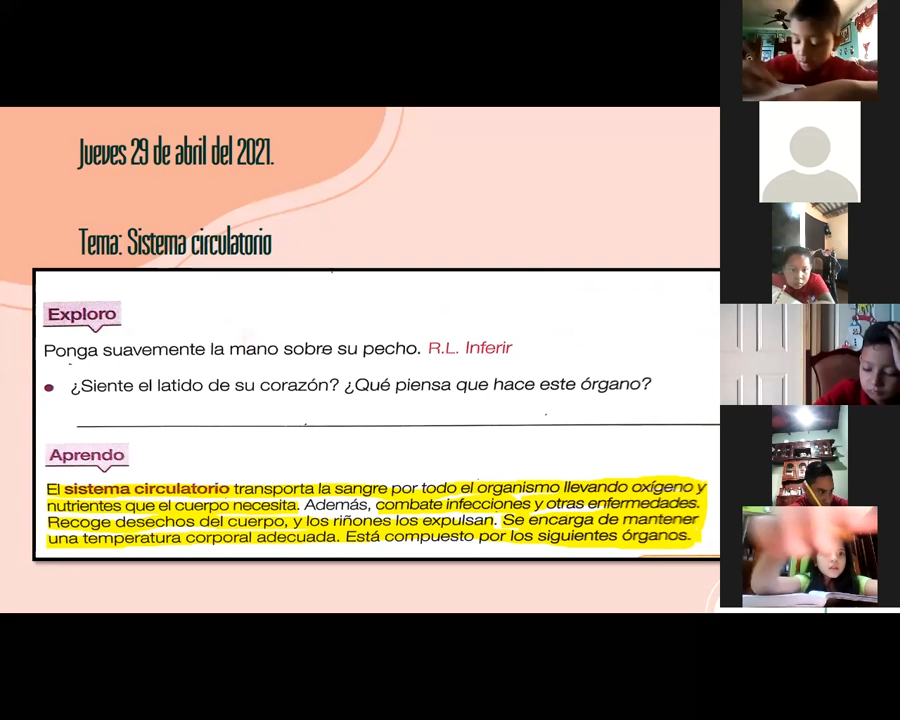 Jueves 29 de abril del 2021.
Tema: Sistema circulatorio
Exploro
Ponga suavemente la mano sobre su pecho. R.L. Inferir
¿Siente el latido de su corazón? ¿Qué piensa que hace este órgano?
Aprendo
El sistema circulatorio transporta la sangre por todo el organismo llevando oxígeno y
nutrientes que el cuerpo necesita. Además, combate infecciones y otras enfermedades.
Recoge desechos del cuerpo, y los riñones los expulsan. Se encarga de mantener
una temperatura corporal adecuada. Está compuesto por los siguientes órganos.